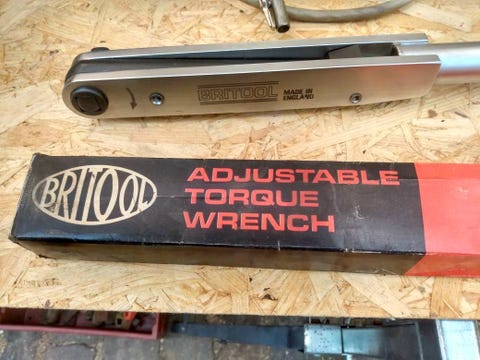 BRITOOL
MADE IN
ENGLAND
BRITOOL
ADJUSTABLE
TORQUE
WRENCH